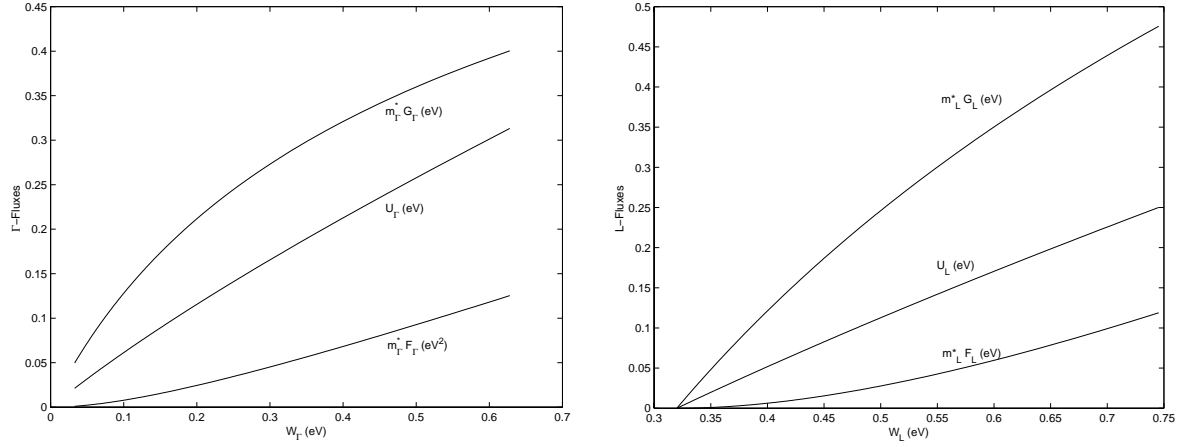 0.45
0.4
0.35
0.3
0.25
0.2
0.15
0.1
0.05
0
Γ−Fluxes
m*Γ GΓ (eV)
UΓ (eV)
m*Γ FΓ (eV²)
0 0.1 0.2 0.3 0.4 0.5 0.6 0.7
WΓ (eV)
0.5
0.45
0.4
0.35
0.3
0.25
0.2
0.15
0.1
0.05
0
L−Fluxes
m*L GL (eV)
UL (eV)
m*L FL (eV)
0.3 0.35 0.4 0.45 0.5 0.55 0.6 0.65 0.7 0.75
WL (eV)